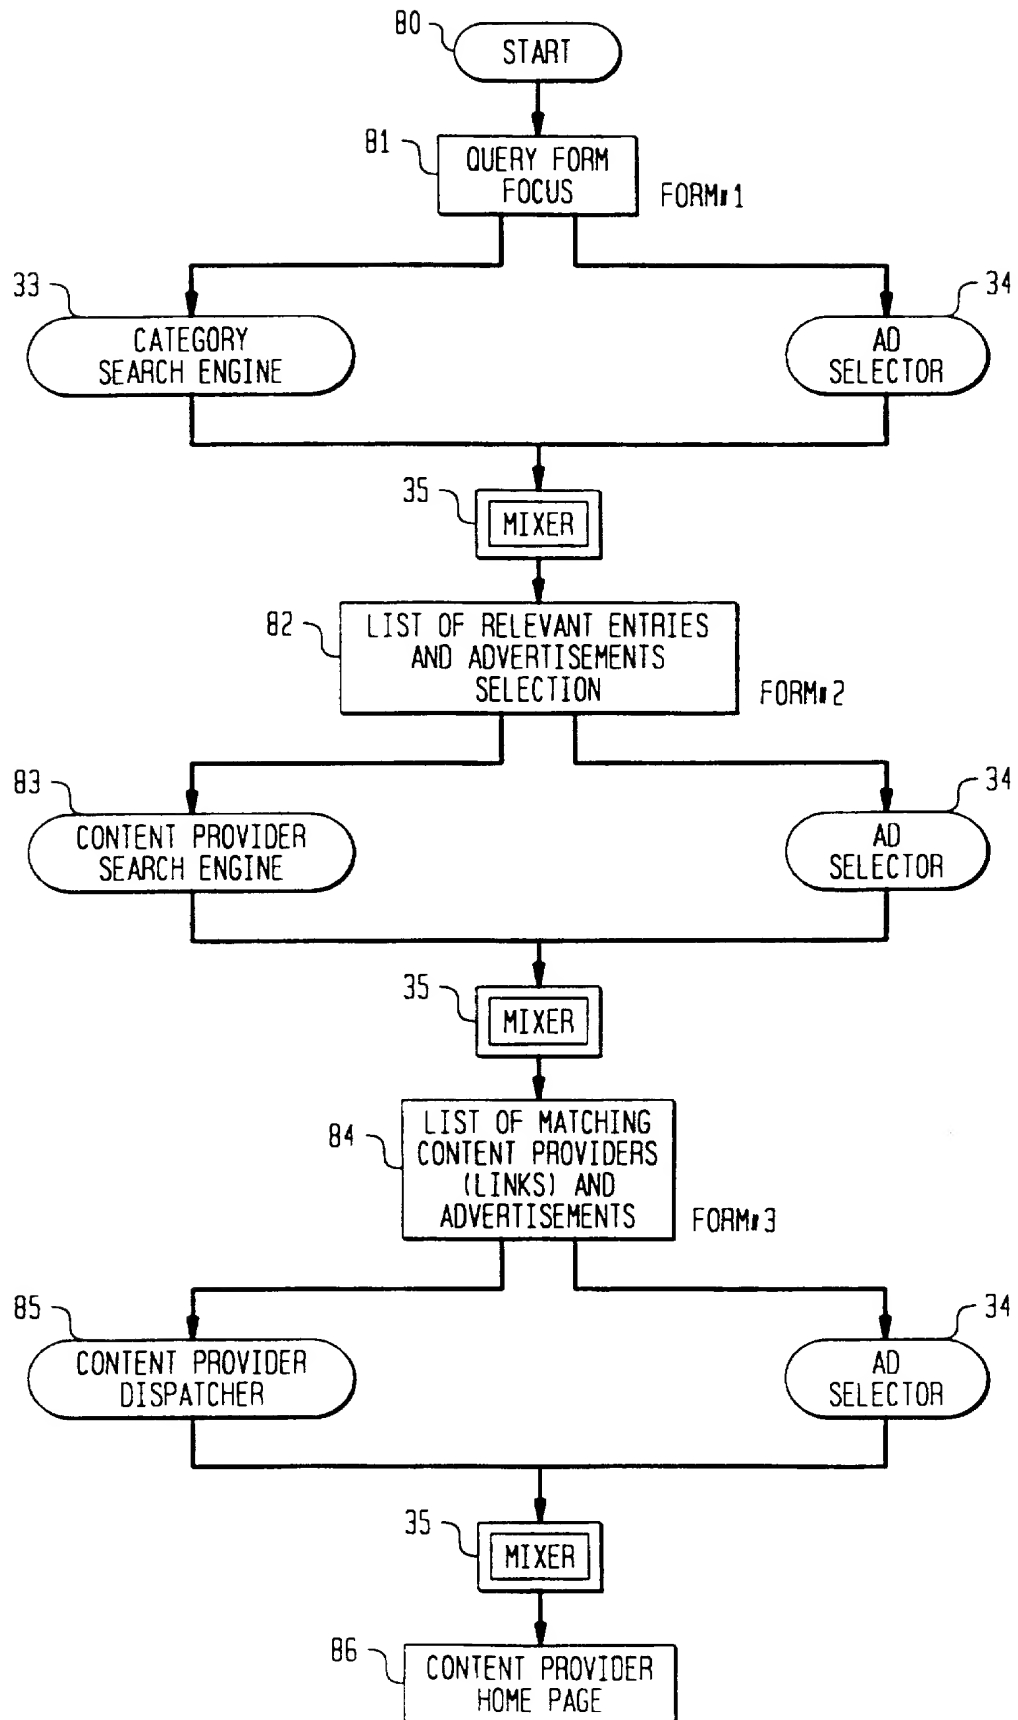 80
START
81
QUERY FORM
FOCUS
FORM#1
33
CATEGORY
SEARCH ENGINE
34
AD
SELECTOR
35
MIXER
82
LIST OF RELEVANT ENTRIES
AND ADVERTISEMENTS
SELECTION
FORM#2
83
CONTENT PROVIDER
SEARCH ENGINE
34
AD
SELECTOR
35
MIXER
84
LIST OF MATCHING
CONTENT PROVIDERS
(LINKS) AND
ADVERTISEMENTS
FORM#3
85
CONTENT PROVIDER
DISPATCHER
34
AD
SELECTOR
35
MIXER
86
CONTENT PROVIDER
HOME PAGE